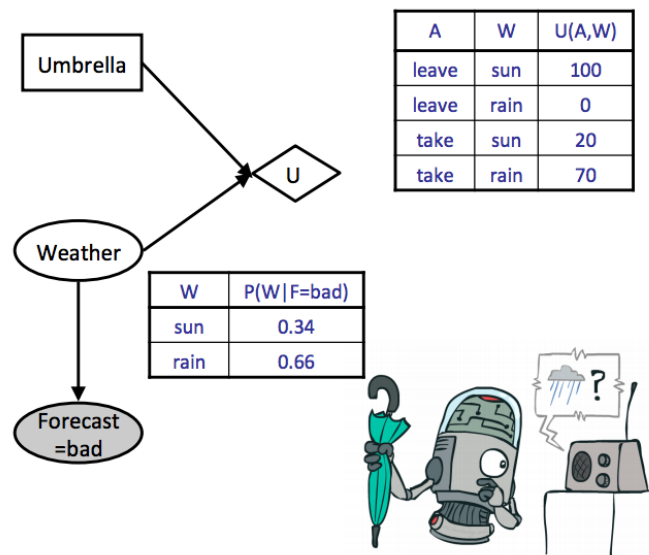 Umbrella
U
Weather
Forecast
=bad
A W U(A,W)
leave sun 100
leave rain 0
take sun 20
take rain 70
W P(W|F=bad)
sun 0.34
rain 0.66
?